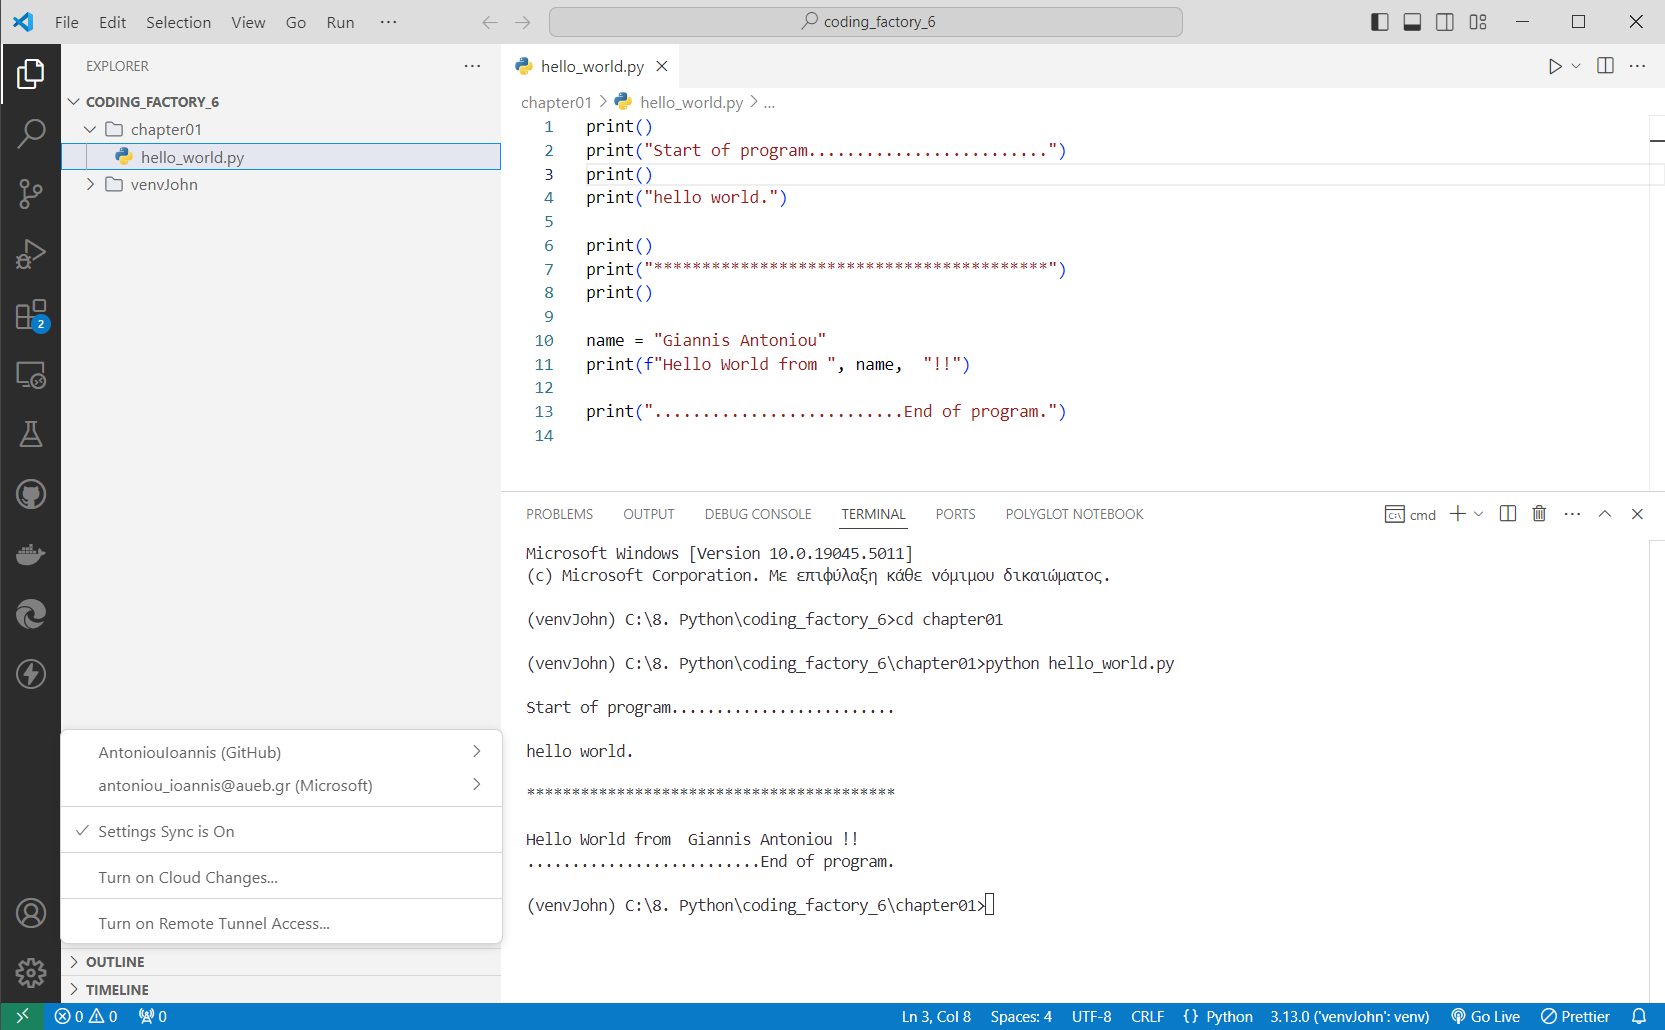 File Edit Selection View Go Run ···
coding_factory_6
EXPLORER
CODING_FACTORY_6
chapter01
hello_world.py
venvJohn
2
hello_world.py
chapter01 > hello_world.py > ...
1 print()
2 print("Start of program.........................")
3 print()
4 print("hello world.")
5
6 print()
7 print("*****************************************")
8 print()
9
10 name = "Giannis Antoniou"
11 print(f"Hello World from ", name,  "!!")
12
13 print("..........................End of program.")
14
PROBLEMS OUTPUT DEBUG CONSOLE TERMINAL PORTS POLYGLOT NOTEBOOK
cmd
Microsoft Windows [Version 10.0.19045.5011]
(c) Microsoft Corporation. Με επιφύλαξη κάθε νόμιμου δικαιώματος.
(venvJohn) C:\8. Python\coding_factory_6>cd chapter01
(venvJohn) C:\8. Python\coding_factory_6\chapter01>python hello_world.py
Start of program.........................
hello world.
*****************************************
Hello World from  Giannis Antoniou !!
..........................End of program.
(venvJohn) C:\8. Python\coding_factory_6\chapter01>
AntoniouIoannis (GitHub)
antoniou_ioannis@aueb.gr (Microsoft)
Settings Sync is On
Turn on Cloud Changes...
Turn on Remote Tunnel Access...
OUTLINE
TIMELINE
0 0 0
Ln 3, Col 8 Spaces: 4 UTF-8 CRLF {} Python 3.13.0 ('venvJohn': venv) Go Live Prettier